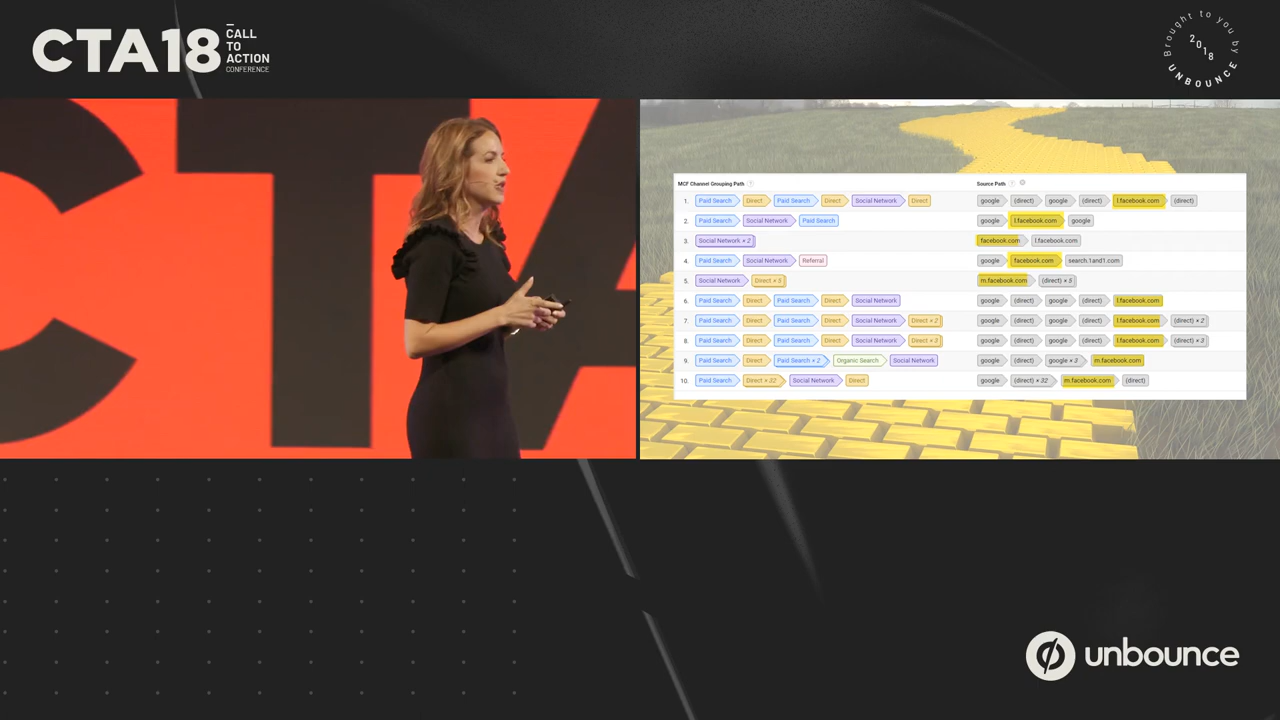 CTA18
CALL
TO
ACTION
CONFERENCE
Brought to you by
2018
UNBOUNCE
CTA
MCF Channel Grouping Path ? Source Path ?
1. Paid Search Direct Paid Search Direct Social Network Direct google (direct) google (direct) l.facebook.com (direct)
2. Paid Search Social Network Paid Search google l.facebook.com google
3. Social Network × 2 facebook.com l.facebook.com
4. Paid Search Social Network Referral google facebook.com search.1and1.com
5. Social Network Direct × 5 m.facebook.com (direct) × 5
6. Paid Search Direct Paid Search Direct Social Network google (direct) google (direct) l.facebook.com
7. Paid Search Direct Paid Search Direct Social Network Direct × 2 google (direct) google (direct) l.facebook.com (direct) × 2
8. Paid Search Direct Paid Search Direct Social Network Direct × 3 google (direct) google (direct) l.facebook.com (direct) × 3
9. Paid Search Direct Paid Search × 2 Organic Search Social Network google (direct) google × 3 m.facebook.com
10. Paid Search Direct × 32 Social Network Direct google (direct) × 32 m.facebook.com (direct)
unbounce